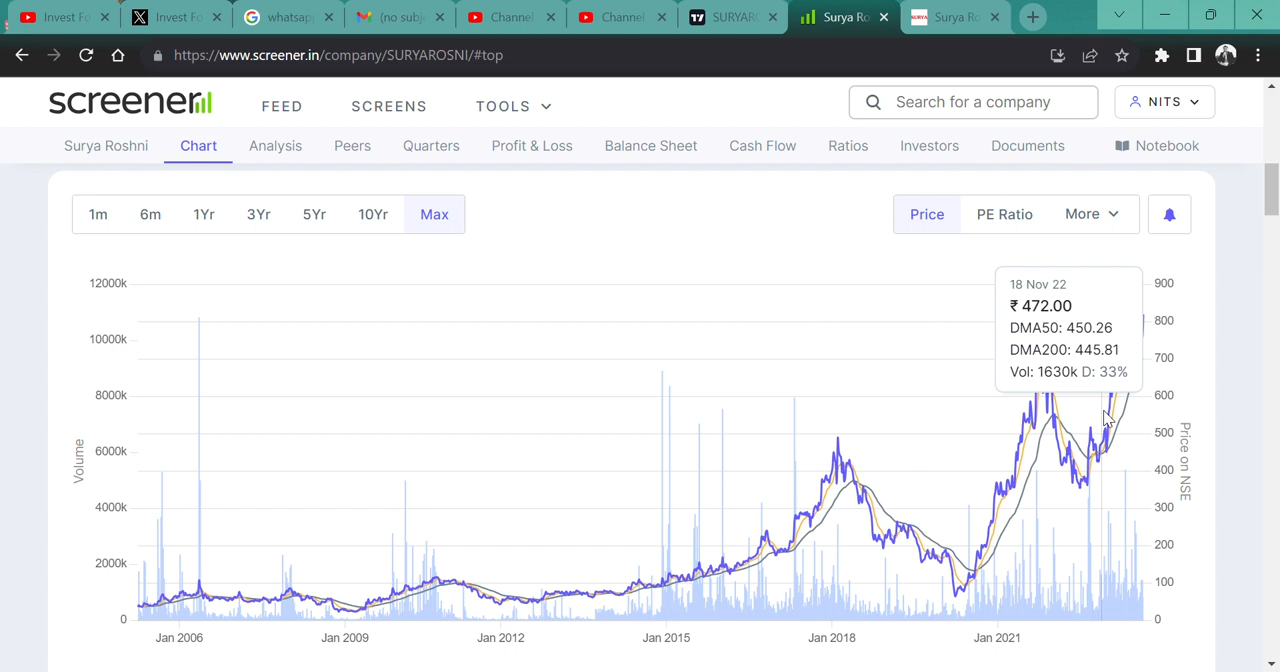 Invest Fo
Invest Fo
whatsapp
(no subje
Channel
Channel
SURYAR
Surya Ro
Surya Ro
https://www.screener.in/company/SURYAROSNI/#top
screener
FEED
SCREENS
TOOLS
Search for a company
NITS
Surya Roshni
Chart
Analysis
Peers
Quarters
Profit & Loss
Balance Sheet
Cash Flow
Ratios
Investors
Documents
Notebook
1m
6m
1Yr
3Yr
5Yr
10Yr
Max
Price
PE Ratio
More
18 Nov 22
₹ 472.00
DMA50: 450.26
DMA200: 445.81
Vol: 1630k D: 33%
12000k
10000k
8000k
6000k
4000k
2000k
0
Volume
900
800
700
600
500
400
300
200
100
0
Price on NSE
Jan 2006
Jan 2009
Jan 2012
Jan 2015
Jan 2018
Jan 2021